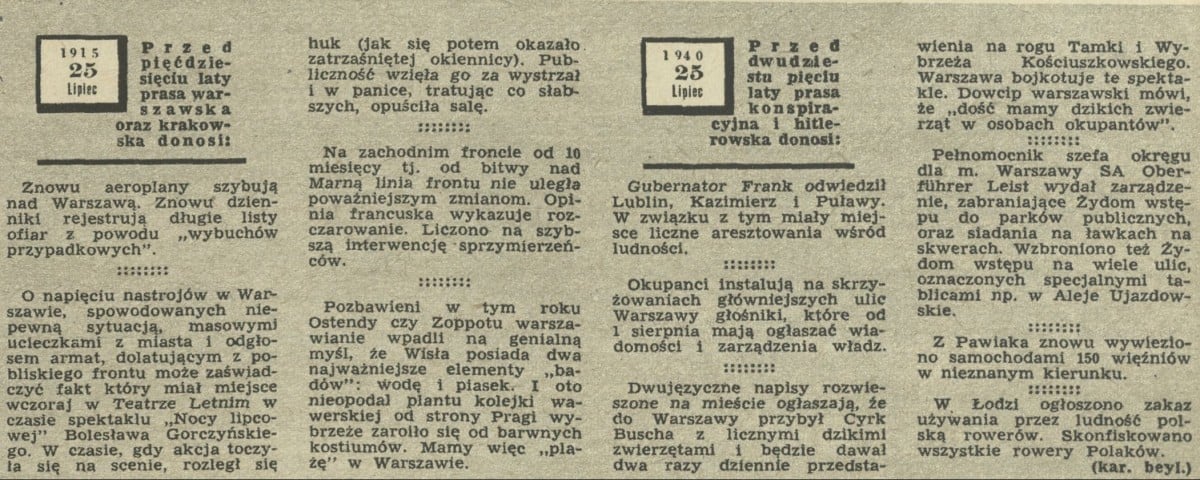 1915
25
Lipiec
Przed
pięćdzie-
sięciu laty
prasa war-
szawska
oraz krakow-
ska donosi:
Znowu aeroplany szybują
nad Warszawą. Znowu dzien-
niki rejestrują długie listy
ofiar z powodu „wybuchów
przypadkowych".
O napięciu nastrojów w War-
szawie, spowodowanych nie-
pewną sytuacją, masowymi
ucieczkami z miasta i odgło-
sem armat, dolatującym z po-
bliskiego frontu może zaświad-
czyć fakt który miał miejsce
wczoraj w Teatrze Letnim w
czasie spektaklu „Nocy lipco-
wej" Bolesława Gorczyńskie-
go. W czasie, gdy akcja toczy-
ła się na scenie, rozległ się
huk (jak się potem okazało
zatrzaśniętej okiennicy). Pub-
liczność wzięła go za wystrzał
i w panice, tratując co słab-
szych, opuściła salę.
Na zachodnim froncie od 10
miesięcy tj. od bitwy nad
Marną linia frontu nie uległa
poważniejszym zmianom. Opi-
nia francuska wykazuje roz-
czarowanie. Liczono na szyb-
szą interwencję sprzymierzeń-
ców.
Pozbawieni w tym roku
Ostendy czy Zoppotu warsza-
wianie wpadli na genialną
myśl, że Wisła posiada dwa
najważniejsze elementy „ba-
dów": wodę i piasek. I oto
nieopodal plantu kolejki wa-
werskiej od strony Pragi wy-
brzeże zaroiło się od barwnych
kostiumów. Mamy więc „pla-
żę" w Warszawie.
1940
25
Lipiec
Przed
dwudzie-
stu pięciu
laty prasa
konspira-
cyjna i hitle-
rowska donosi:
Gubernator Frank odwiedził
Lublin, Kazimierz i Puławy.
W związku z tym miały miej-
sce liczne aresztowania wśród
ludności.
Okupanci instalują na skrzy-
żowaniach główniejszych ulic
Warszawy głośniki, które od
1 sierpnia mają ogłaszać wia-
domości i zarządzenia władz.
Dwujęzyczne napisy rozwie-
szone na mieście ogłaszają, że
do Warszawy przybył Cyrk
Buscha z licznymi dzikimi
zwierzętami i będzie dawał
dwa razy dziennie przedsta-
wienia na rogu Tamki i Wy-
brzeża Kościuszkowskiego.
Warszawa bojkotuje te spekta-
kle. Dowcip warszawski mówi,
że „dość mamy dzikich zwie-
rząt w osobach okupantów".
Pełnomocnik szefa okręgu
dla m. Warszawy SA Ober-
führer Leist wydał zarządze-
nie, zabraniające Żydom wstę-
pu do parków publicznych,
oraz siadania na ławkach na
skwerach. Wzbroniono też Ży-
dom wstępu na wiele ulic,
oznaczonych specjalnymi ta-
blicami np. w Aleje Ujazdow-
skie.
Z Pawiaka znowu wywiezio-
no samochodami 150 więźniów
w nieznanym kierunku.
W Łodzi ogłoszono zakaz
używania przez ludność pol-
ską rowerów. Skonfiskowano
wszystkie rowery Polaków.
(kar. beyl.)